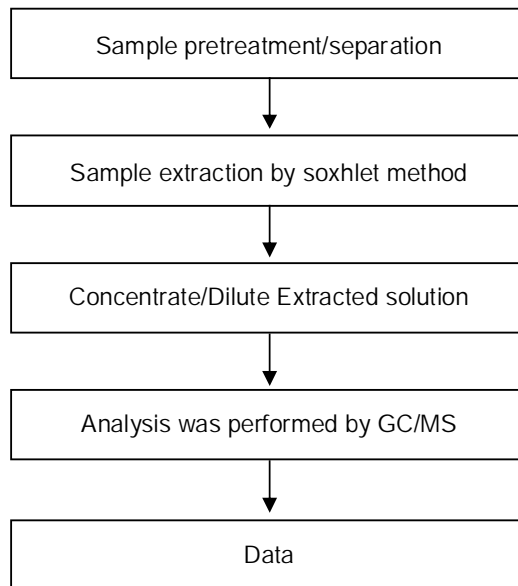 Sample pretreatment/separation
Sample extraction by soxhlet method
Concentrate/Dilute Extracted solution
Analysis was performed by GC/MS
Data